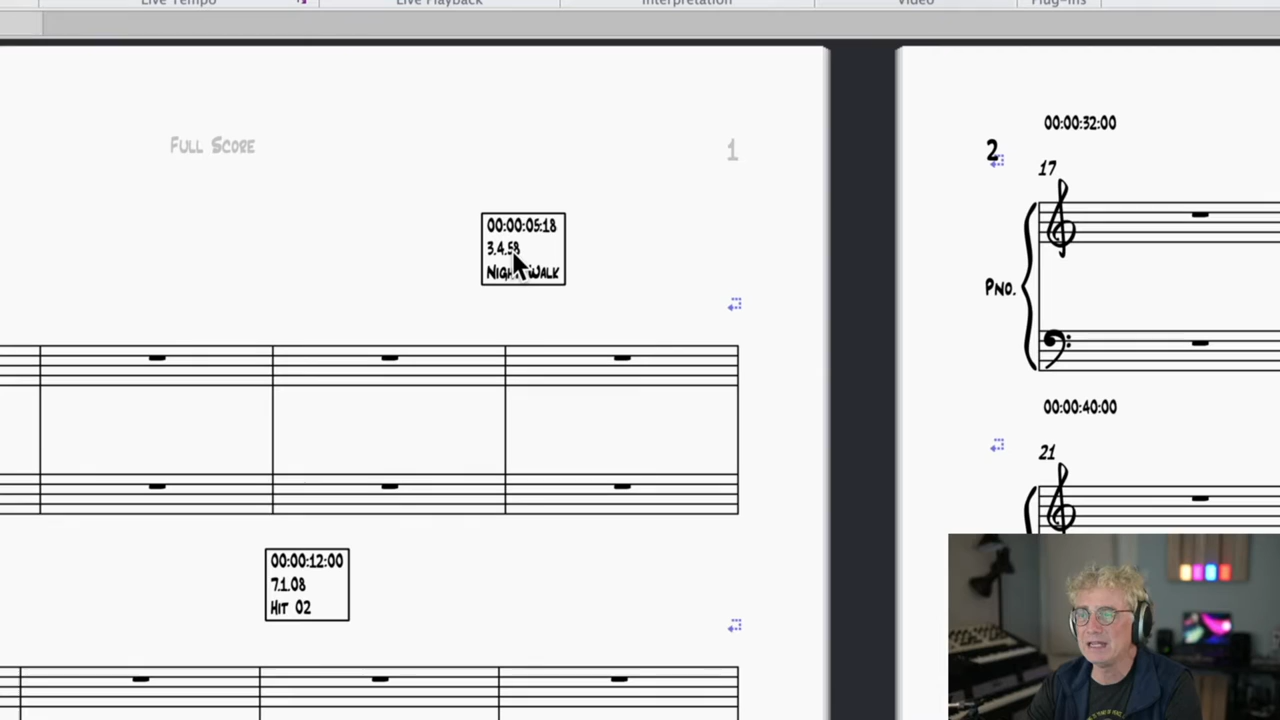 Live Tempo
Live Playback
Interpretation
Video
Plug-ins
Full Score
1
00:00:05:18
3.4.58
Night Walk
00:00:12:00
7.1.08
Hit 02
00:00:32:00
2
17
Pno.
00:00:40:00
21